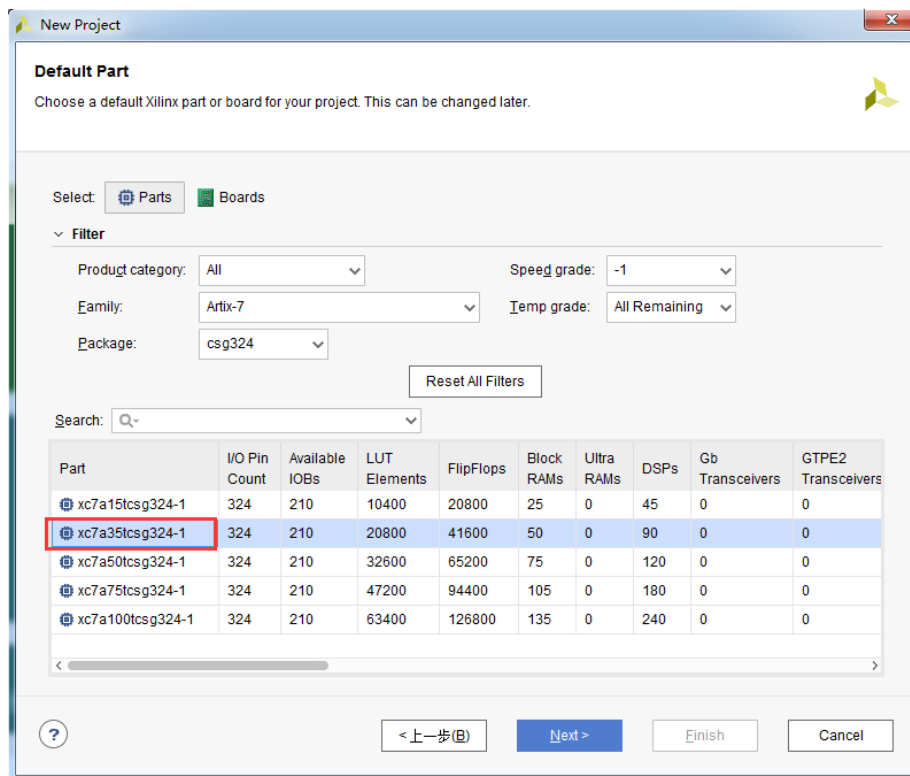 New Project
Default Part
Choose a default Xilinx part or board for your project. This can be changed later.
Select: Parts Boards
Filter
Product category: All Speed grade: -1
Family: Artix-7 Temp grade: All Remaining
Package: csg324
Reset All Filters
Search:
Part I/O Pin Count Available IOBs LUT Elements FlipFlops Block RAMs Ultra RAMs DSPs Gb Transceivers GTPE2 Transceivers
xc7a15tcsg324-1 324 210 10400 20800 25 0 45 0 0
xc7a35tcsg324-1 324 210 20800 41600 50 0 90 0 0
xc7a50tcsg324-1 324 210 32600 65200 75 0 120 0 0
xc7a75tcsg324-1 324 210 47200 94400 105 0 180 0 0
xc7a100tcsg324-1 324 210 63400 126800 135 0 240 0 0
? <上一步(B) Next > Finish Cancel